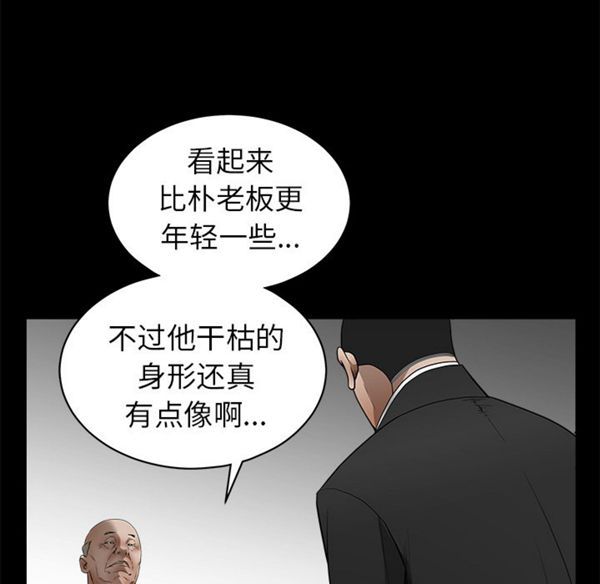 看起来
比朴老板更
年轻一些...
不过他干枯的
身形还真
有点像啊...